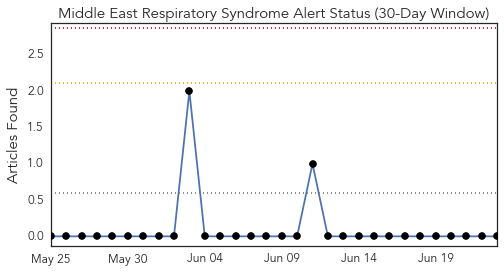 Middle East Respiratory Syndrome Alert Status (30-Day Window)
Articles Found
2.5
2.0
1.5
1.0
0.5
0.0
May 25 May 30 Jun 04 Jun 09 Jun 14 Jun 19